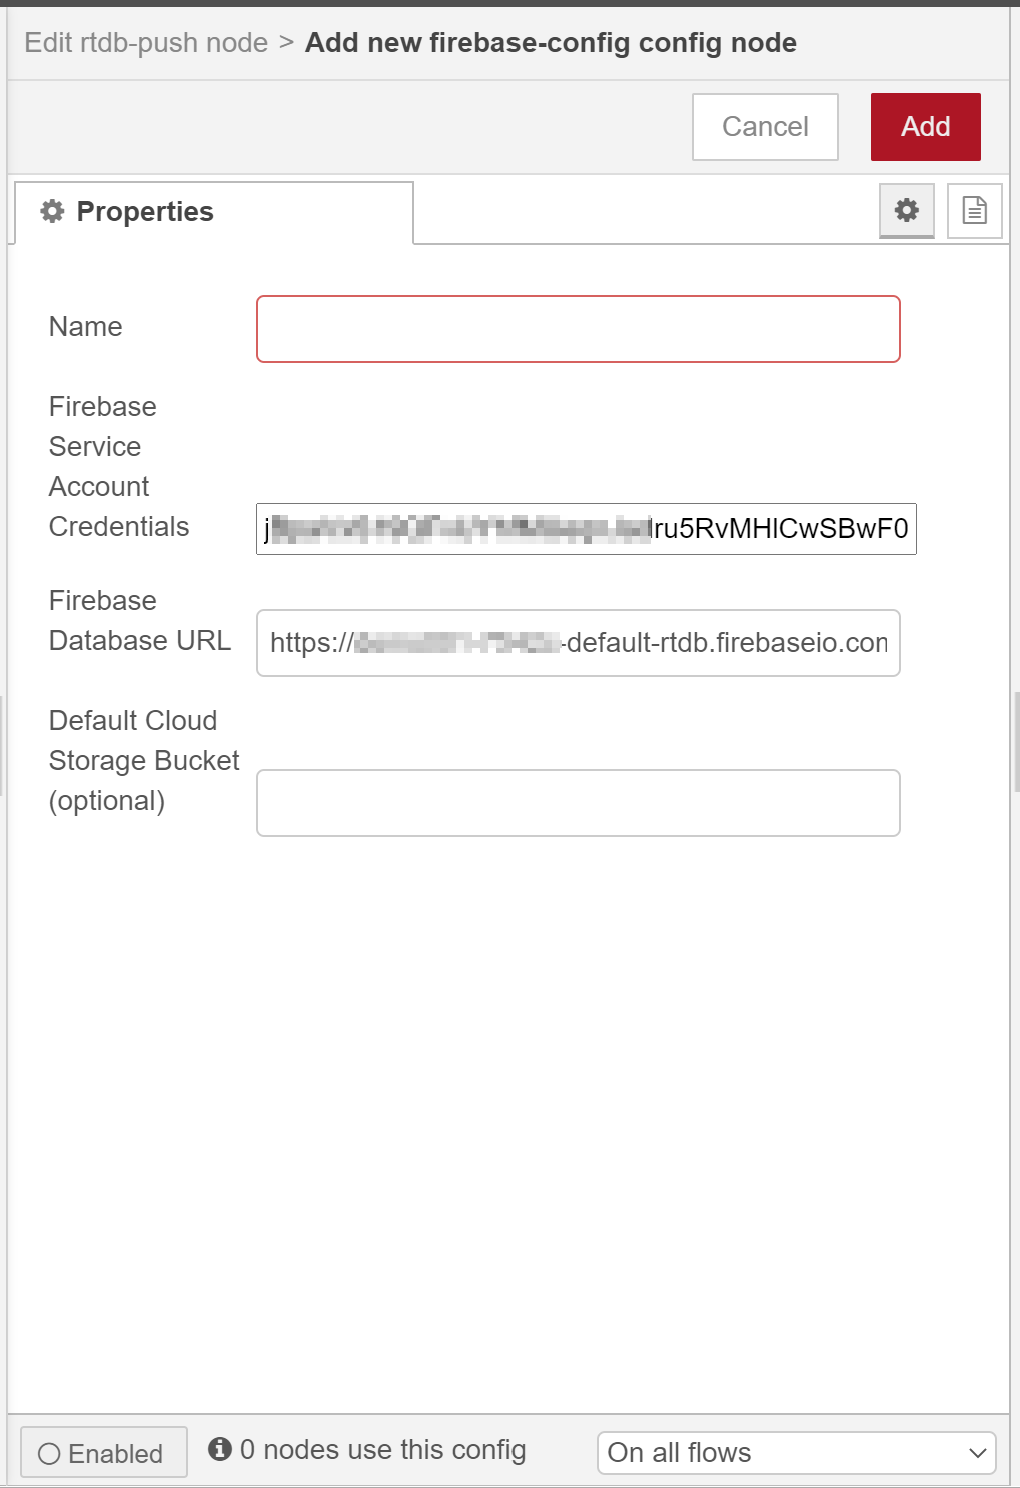 Edit rtdb-push node > Add new firebase-config config node
Cancel
Add
Properties
Name
Firebase
Service
Account
Credentials
j
ru5RvMHlCwSBwF0
Firebase
Database URL
https://
-default-rtdb.firebaseio.con
Default Cloud
Storage Bucket
(optional)
Enabled
0 nodes use this config
On all flows